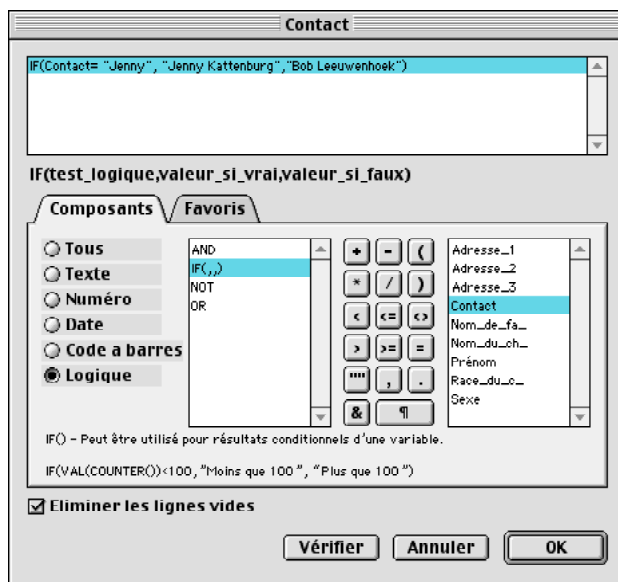 Contact
IF(Contact= "Jenny", "Jenny Kattenburg","Bob Leeuwenhoek")
IF(test_logique,valeur_si_vrai,valeur_si_faux)
Composants
Favoris
Tous
Texte
Numéro
Date
Code a barres
Logique
AND
IF(,,)
NOT
OR
+ - (
* / )
< <= <>
> >= =
"" , .
& ¶
Adresse_1
Adresse_2
Adresse_3
Contact
Nom_de_fa_
Nom_du_ch_
Prénom
Race_du_c_
Sexe
IF() - Peut être utilisé pour résultats conditionnels d'une variable.
IF(VAL(COUNTER())<100, "Moins que 100 ", "Plus que 100 ")
Eliminer les lignes vides
Vérifier
Annuler
OK